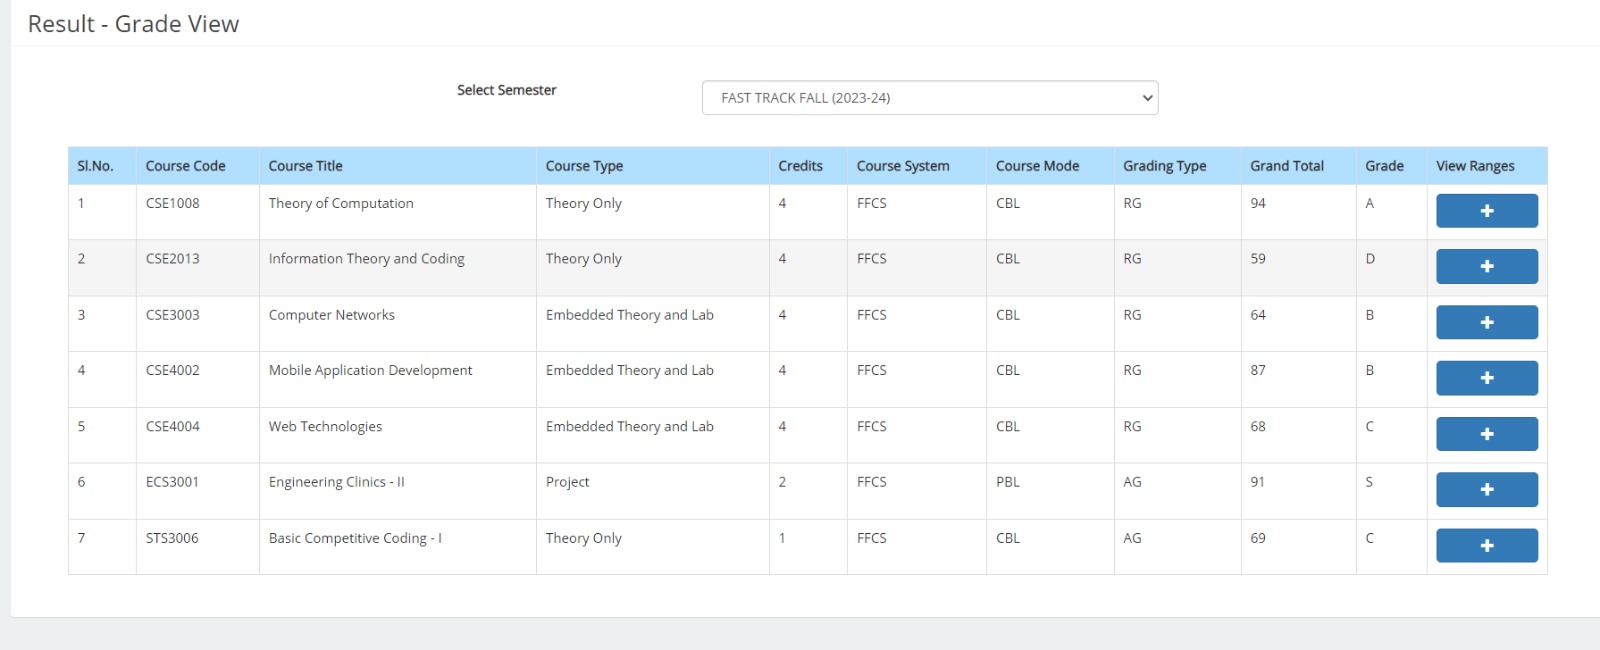 Result - Grade View
Select Semester FAST TRACK FALL (2023-24)
Sl.No. Course Code Course Title Course Type Credits Course System Course Mode Grading Type Grand Total Grade View Ranges
1 CSE1008 Theory of Computation Theory Only 4 FFCS CBL RG 94 A
2 CSE2013 Information Theory and Coding Theory Only 4 FFCS CBL RG 59 D
3 CSE3003 Computer Networks Embedded Theory and Lab 4 FFCS CBL RG 64 B
4 CSE4002 Mobile Application Development Embedded Theory and Lab 4 FFCS CBL RG 87 B
5 CSE4004 Web Technologies Embedded Theory and Lab 4 FFCS CBL RG 68 C
6 ECS3001 Engineering Clinics - II Project 2 FFCS PBL AG 91 S
7 STS3006 Basic Competitive Coding - I Theory Only 1 FFCS CBL AG 69 C